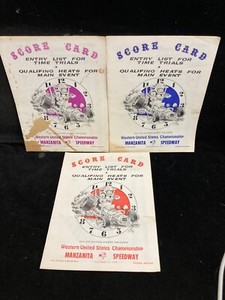 SCORE CARD
ENTRY LIST FOR
TIME TRIALS
QUALIFING HEATS FOR
MAIN EVENT
Western United States Championship
MANZANITA SPEEDWAY
SCORE CARD
ENTRY LIST FOR
TIME TRIALS
QUALIFING HEATS FOR
MAIN EVENT
Western United States Championship
MANZANITA SPEEDWAY
SCORE CARD
ENTRY LIST FOR
TIME TRIALS
QUALIFING HEATS FOR
MAIN EVENT
Western United States Championship
MANZANITA SPEEDWAY